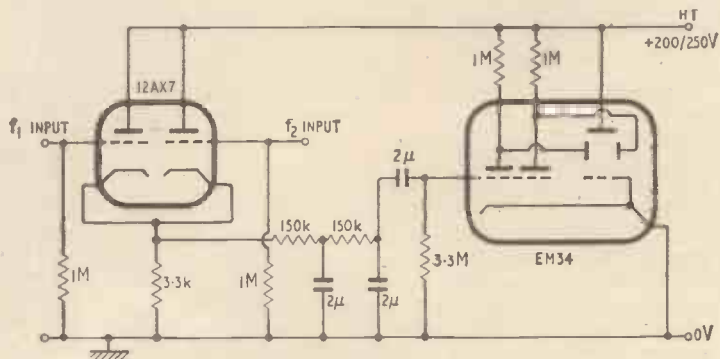 HT
+200/250V
1M
1M
12AX7
f1 INPUT
f2 INPUT
2μ
150k
150k
1M
3·3k
1M
2μ
2μ
3·3M
EM34
0V